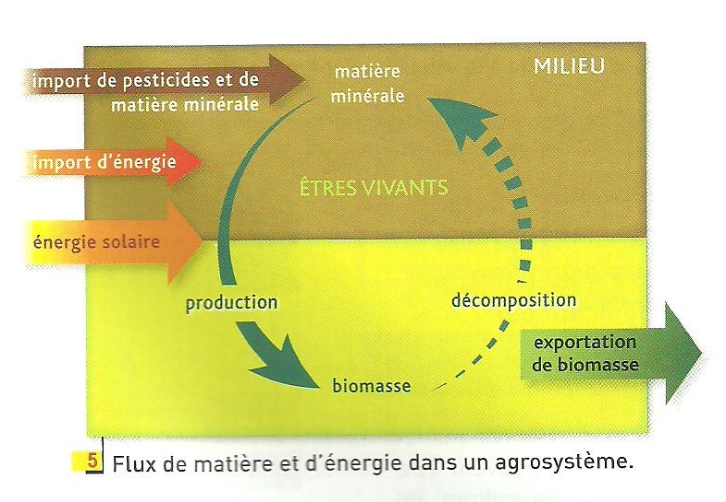 MILIEU
import de pesticides et de
matière minérale
matière
minérale
import d'énergie
ÊTRES VIVANTS
énergie solaire
production
décomposition
exportation
de biomasse
biomasse
5 Flux de matière et d'énergie dans un agrosystème.